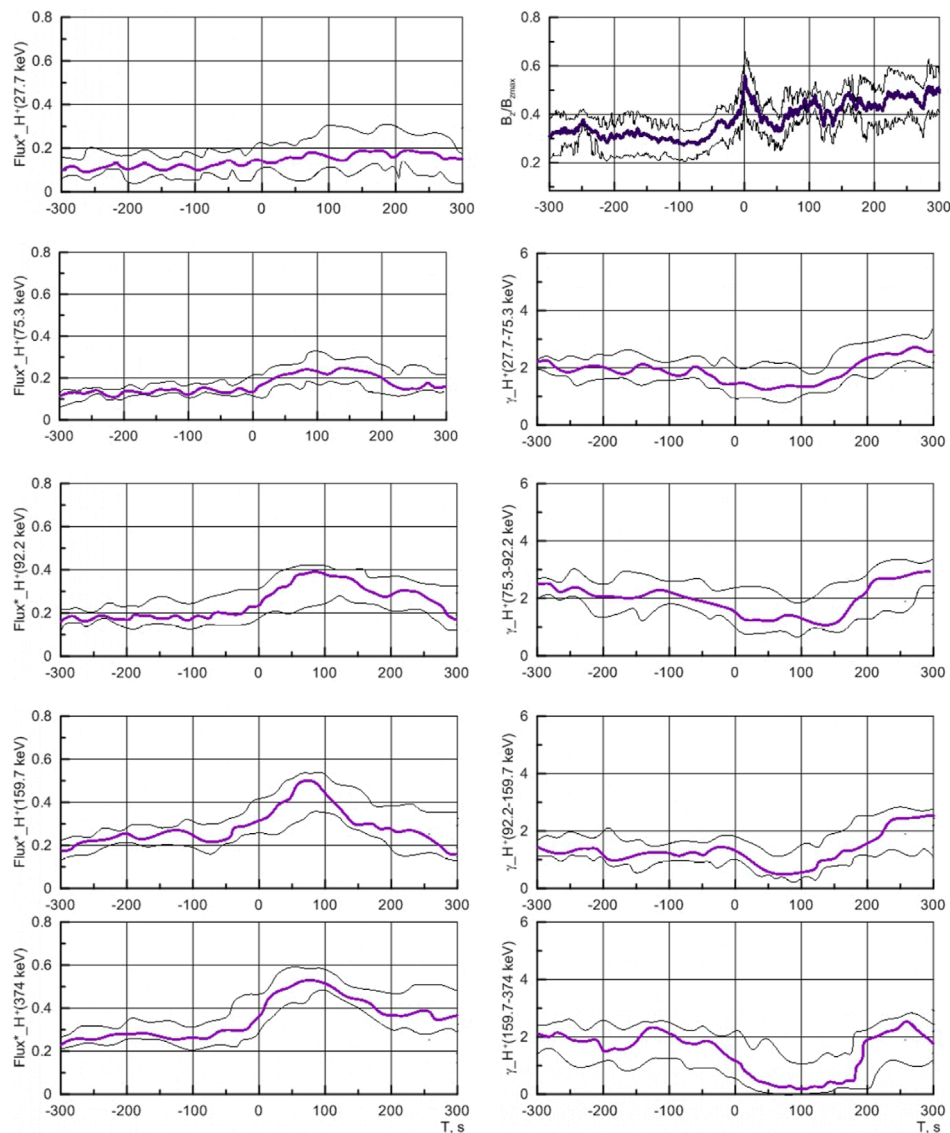 Flux*_H⁺(27.7 keV)
0.8
0.6
0.4
0.2
0
-300 -200 -100 0 100 200 300
Bz/Bzmax
0.8
0.6
0.4
0.2
-300 -200 -100 0 100 200 300
Flux*_H⁺(75.3 keV)
0.8
0.6
0.4
0.2
0
-300 -200 -100 0 100 200 300
γ_H⁺(27.7-75.3 keV)
6
4
2
0
-300 -200 -100 0 100 200 300
Flux*_H⁺(92.2 keV)
0.8
0.6
0.4
0.2
0
-300 -200 -100 0 100 200 300
γ_H⁺(75.3-92.2 keV)
6
4
2
0
-300 -200 -100 0 100 200 300
Flux*_H⁺(159.7 keV)
0.8
0.6
0.4
0.2
0
-300 -200 -100 0 100 200 300
γ_H⁺(92.2-159.7 keV)
6
4
2
0
-300 -200 -100 0 100 200 300
Flux*_H⁺(374 keV)
0.8
0.6
0.4
0.2
0
-300 -200 -100 0 100 200 300
T, s
γ_H⁺(159.7-374 keV)
6
4
2
0
-300 -200 -100 0 100 200 300
T, s